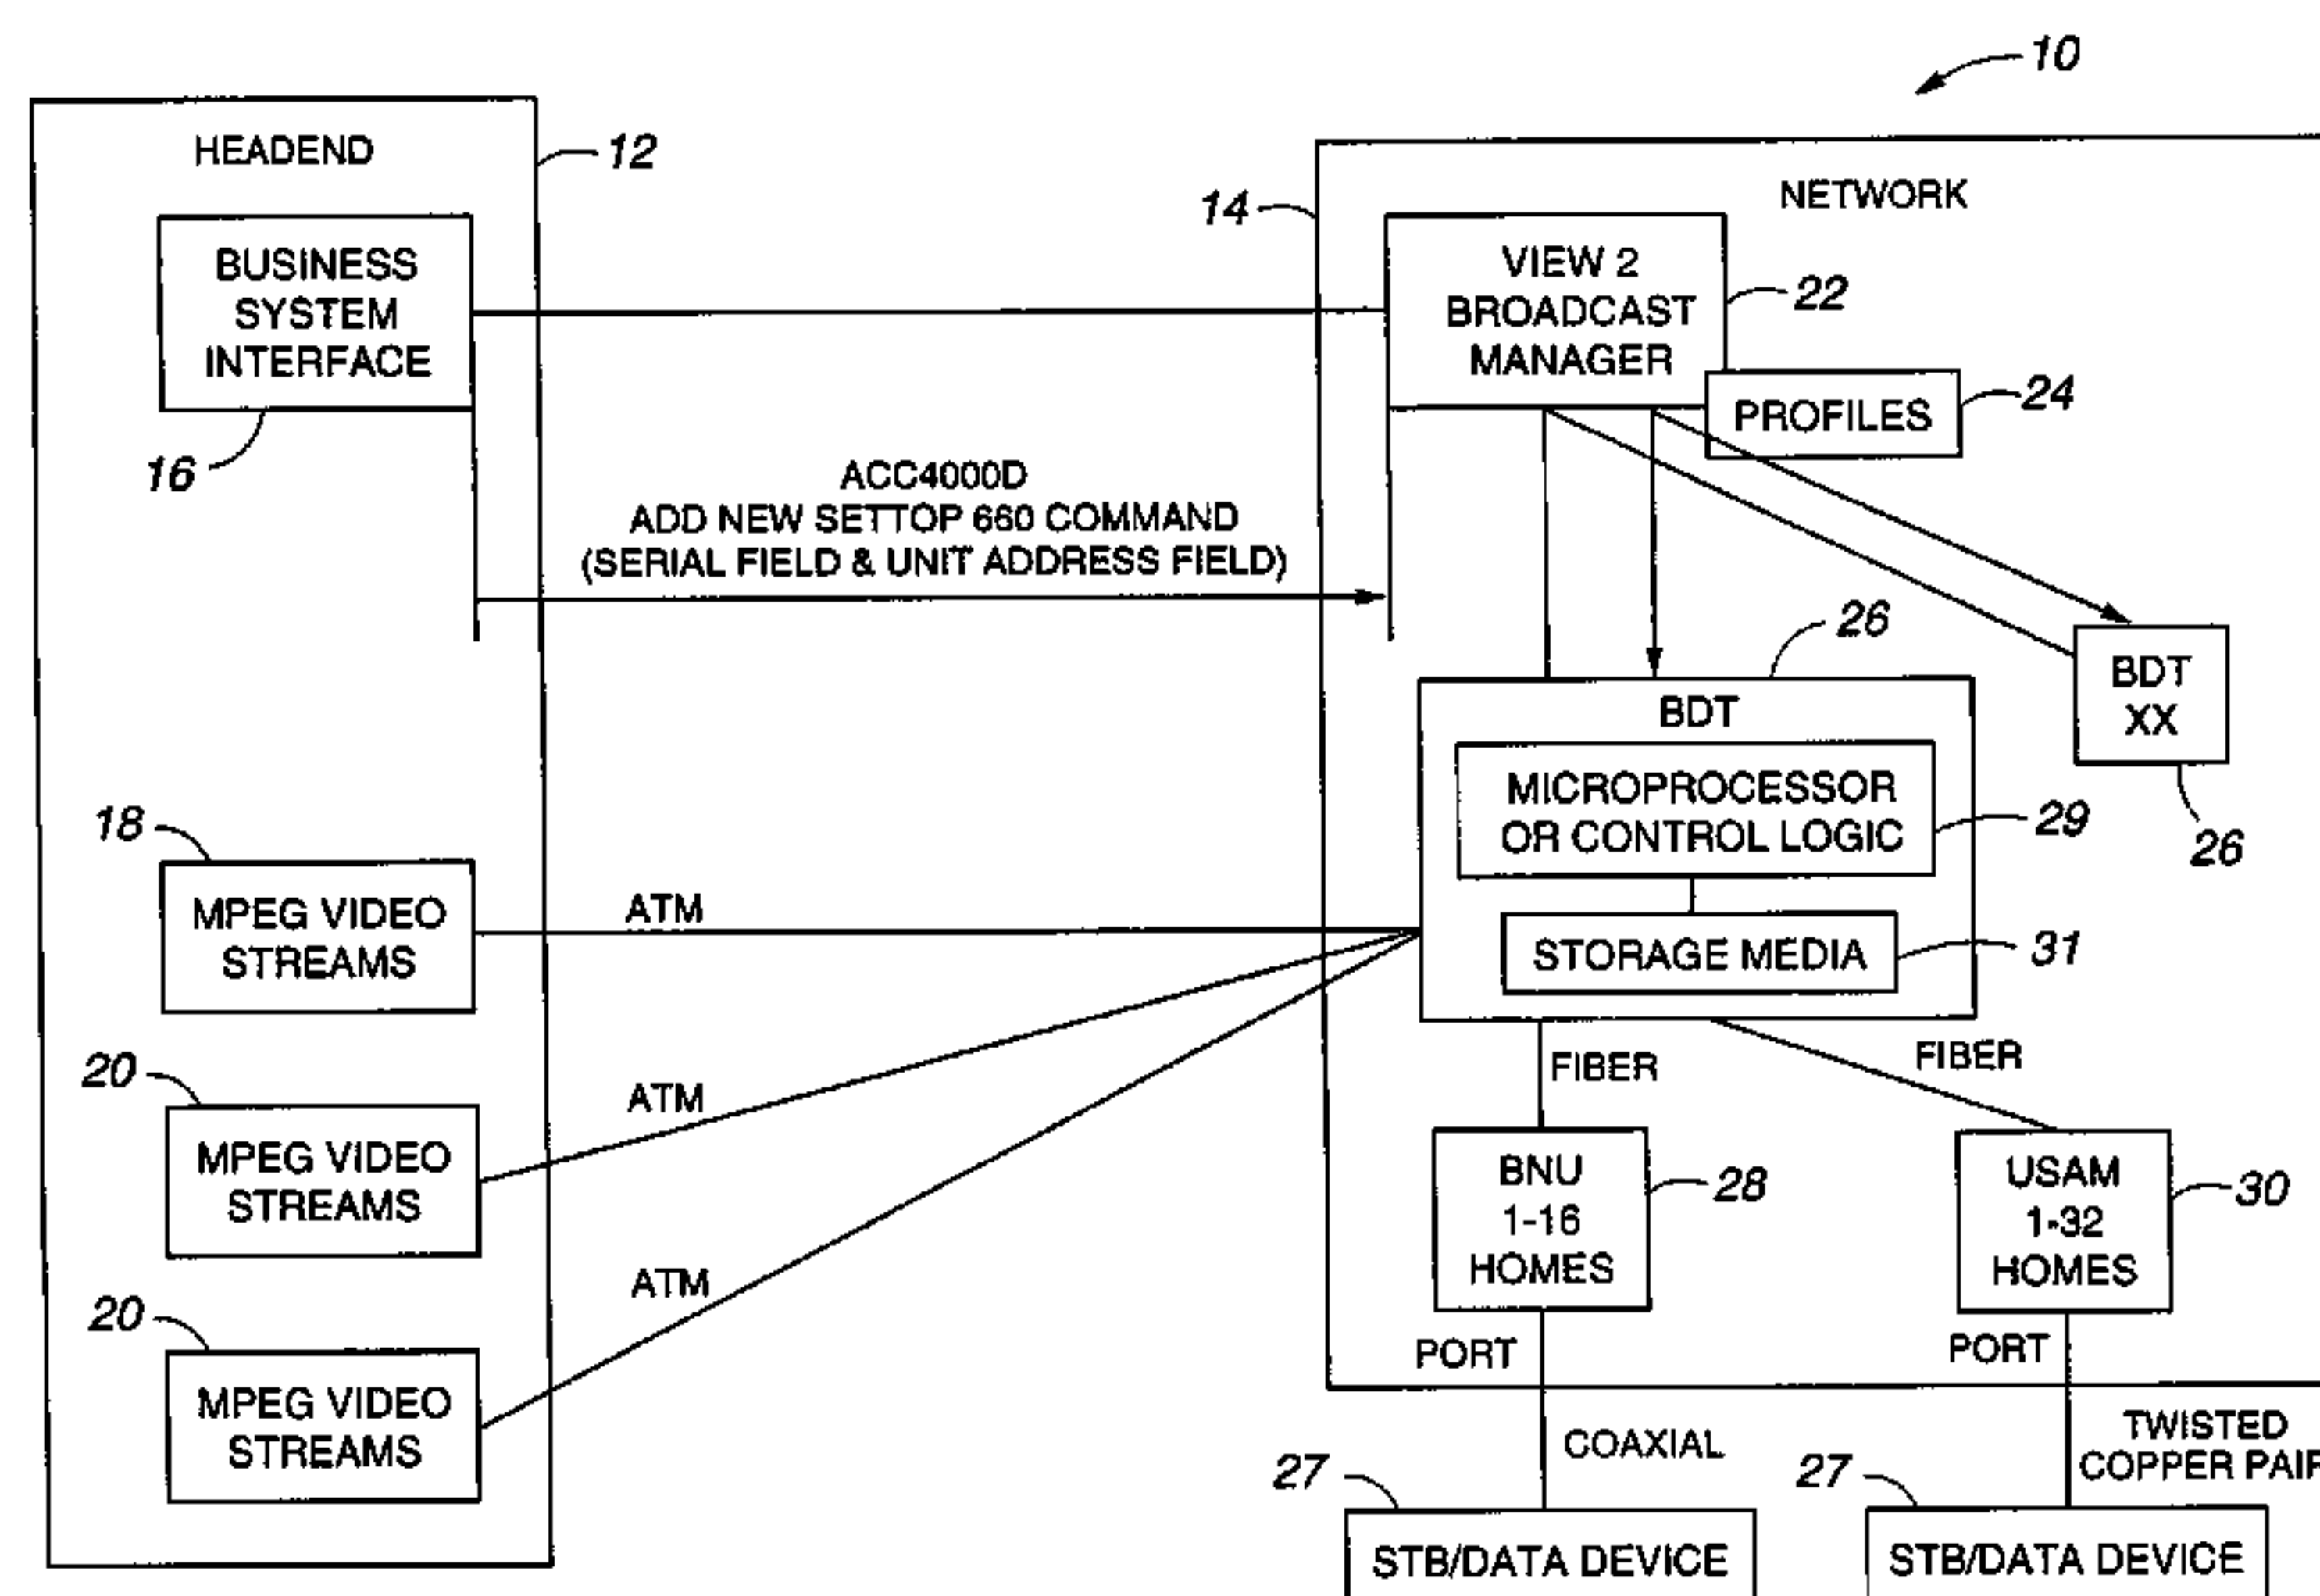 10
HEADEND
12
BUSINESS
SYSTEM
INTERFACE
16
ACC4000D
ADD NEW SETTOP 660 COMMAND
(SERIAL FIELD & UNIT ADDRESS FIELD)
14
NETWORK
VIEW 2
BROADCAST
MANAGER
22
PROFILES
24
26
BDT
XX
26
BDT
MICROPROCESSOR
OR CONTROL LOGIC
29
STORAGE MEDIA
31
18
MPEG VIDEO
STREAMS
ATM
20
MPEG VIDEO
STREAMS
ATM
20
MPEG VIDEO
STREAMS
ATM
FIBER
FIBER
BNU
1-16
HOMES
28
USAM
1-32
HOMES
30
PORT
PORT
COAXIAL
TWISTED
COPPER PAIR
27
STB/DATA DEVICE
27
STB/DATA DEVICE